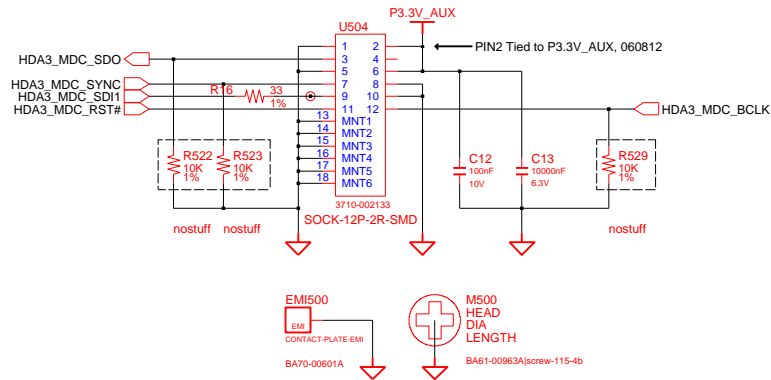 U504
P3.3V_AUX
1 2
PIN2 Tied to P3.3V_AUX, 060812
HDA3_MDC_SDO
3 4
5 6
HDA3_MDC_SYNC
7 8
HDA3_MDC_SDI1
R16 33
1%
9 10
HDA3_MDC_RST#
11 12
HDA3_MDC_BCLK
13 MNT1
14 MNT2
15 MNT3
16 MNT4
17 MNT5
18 MNT6
R522
10K
1%
R523
10K
1%
C12
100nF
10V
C13
10000nF
6.3V
R529
10K
1%
3710-002133
SOCK-12P-2R-SMD
nostuff
nostuff
nostuff
EMI500
EMI
CONTACT-PLATE-EMI
BA70-00601A
M500
HEAD
DIA
LENGTH
BA61-00963A|screw-115-4b